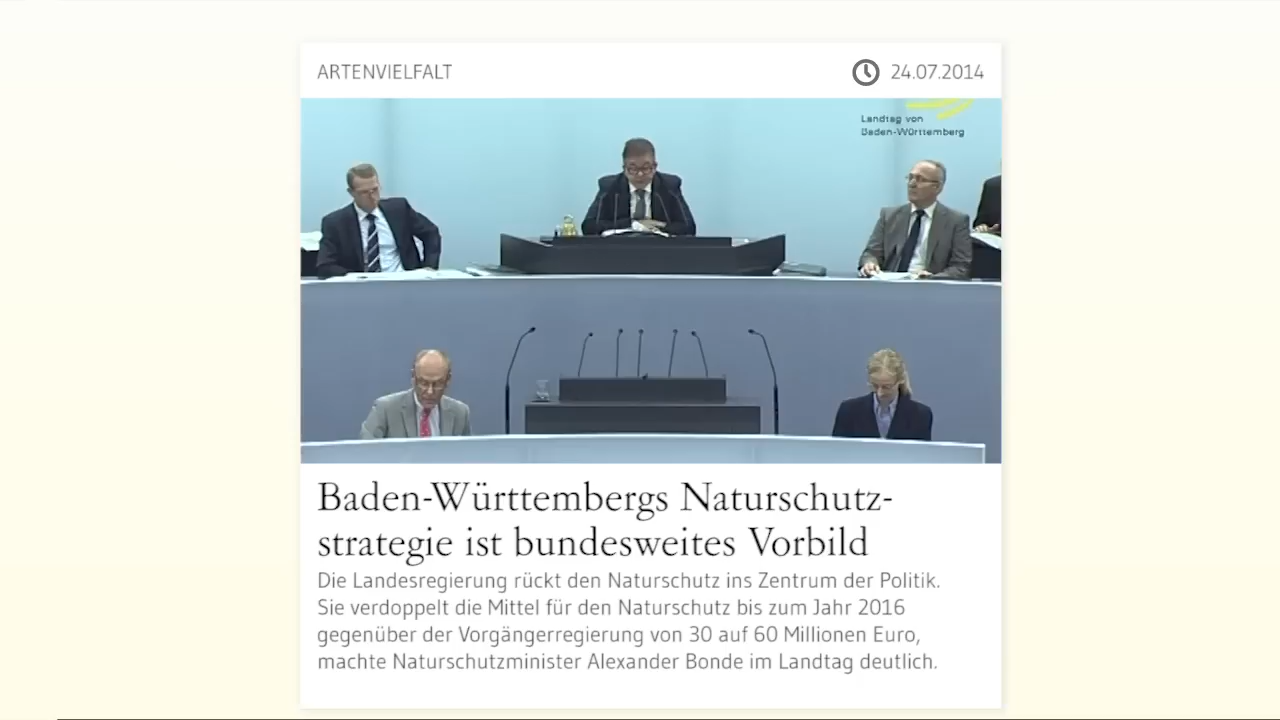 ARTENVIELFALT
24.07.2014
Landtag von
Baden-Württemberg
Baden-Württembergs Naturschutz-
strategie ist bundesweites Vorbild
Die Landesregierung rückt den Naturschutz ins Zentrum der Politik.
Sie verdoppelt die Mittel für den Naturschutz bis zum Jahr 2016
gegenüber der Vorgängerregierung von 30 auf 60 Millionen Euro,
machte Naturschutzminister Alexander Bonde im Landtag deutlich.